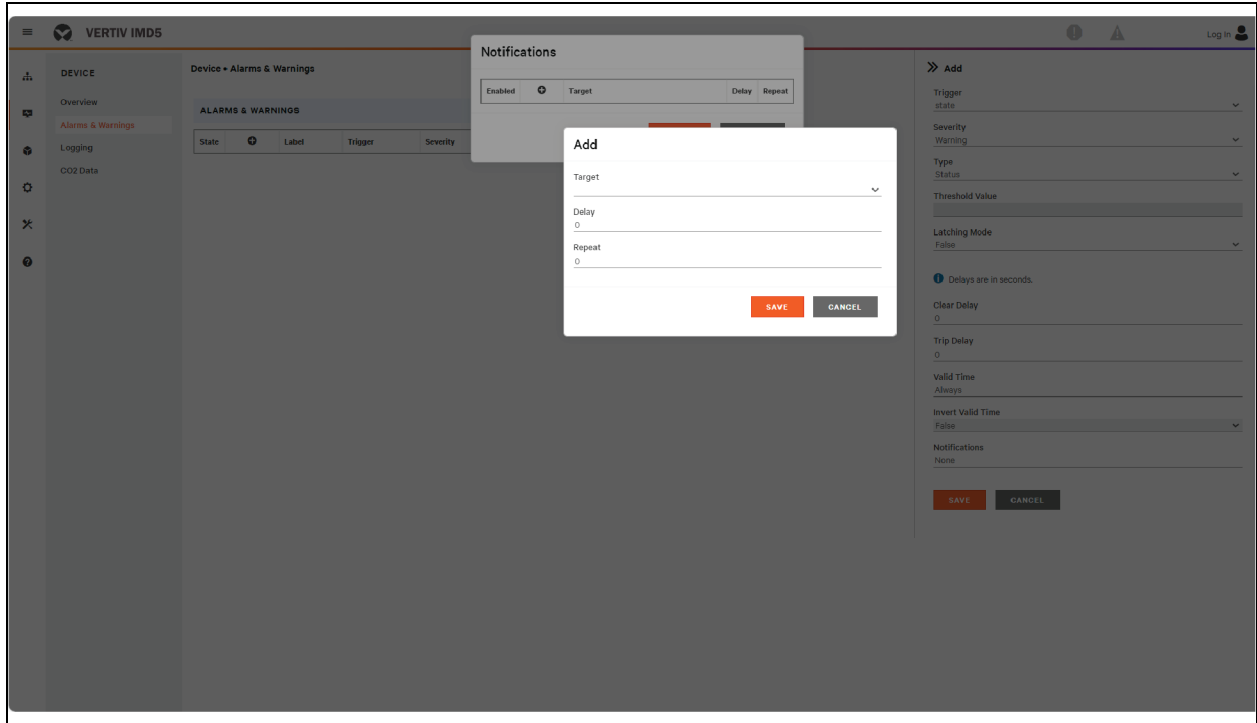 VERTIV IMD5
Log In
DEVICE
Overview
Alarms & Warnings
Logging
CO2 Data
Device • Alarms & Warnings
ALARMS & WARNINGS
State Label Trigger Severity
Notifications
Enabled Target Delay Repeat
Add
Target
Delay
0
Repeat
0
SAVE CANCEL
Add
Trigger
state
Severity
Warning
Type
Status
Threshold Value
Latching Mode
False
Delays are in seconds.
Clear Delay
0
Trip Delay
0
Valid Time
Always
Invert Valid Time
False
Notifications
None
SAVE CANCEL